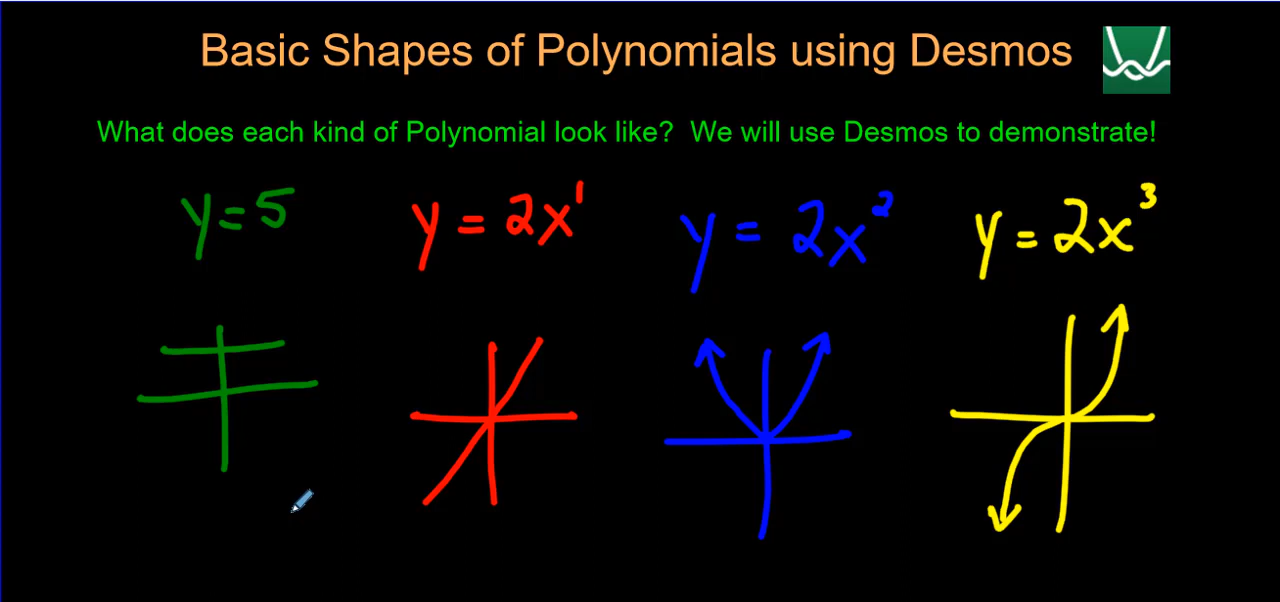 Basic Shapes of Polynomials using Desmos
What does each kind of Polynomial look like? We will use Desmos to demonstrate!
y=5 y = 2x¹ y = 2x² y = 2x³